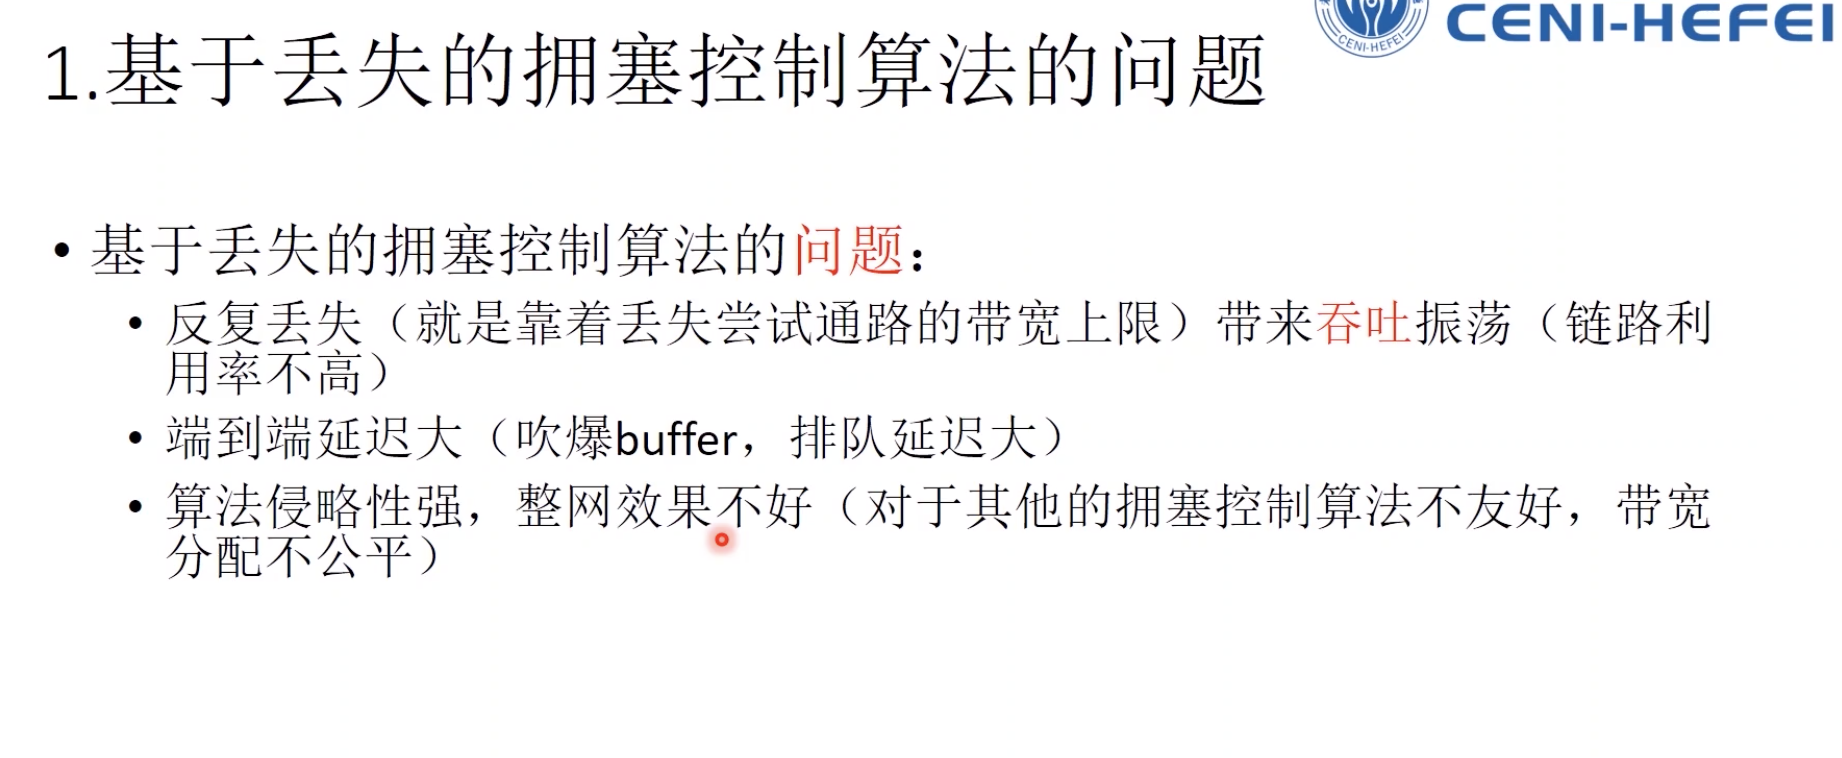 CENI-HEFEI
CENI-HEFEI
1.基于丢失的拥塞控制算法的问题
• 基于丢失的拥塞控制算法的问题：
• 反复丢失（就是靠着丢失尝试通路的带宽上限）带来吞吐振荡（链路利
用率不高）
• 端到端延迟大（吹爆buffer，排队延迟大）
• 算法侵略性强，整网效果不好（对于其他的拥塞控制算法不友好，带宽
分配不公平）